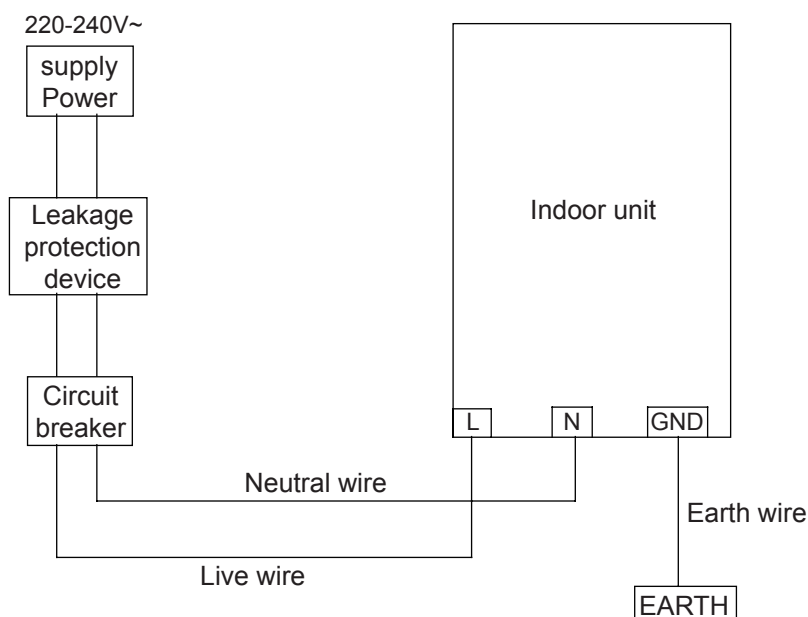 220-240V~
supply
Power
Leakage
protection
device
Circuit
breaker
Indoor unit
L
N
GND
Neutral wire
Live wire
Earth wire
EARTH